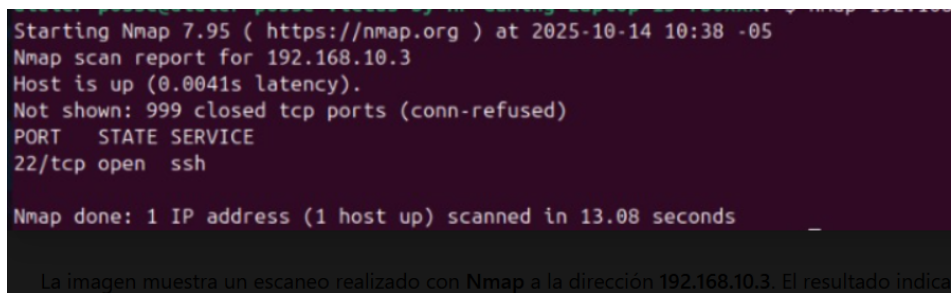 Starting Nmap 7.95 ( https://nmap.org ) at 2025-10-14 10:38 -05
Nmap scan report for 192.168.10.3
Host is up (0.0041s latency).
Not shown: 999 closed tcp ports (conn-refused)
PORT   STATE SERVICE
22/tcp open  ssh
Nmap done: 1 IP address (1 host up) scanned in 13.08 seconds
La imagen muestra un escaneo realizado con Nmap a la dirección 192.168.10.3. El resultado indica